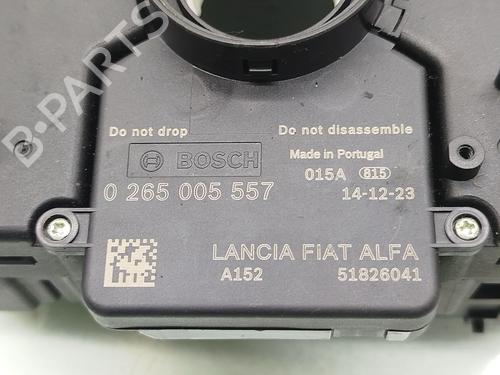 B-PARTS
Do not drop
Do not disassemble
BOSCH
Made in Portugal
0 265 005 557
015A 815
14-12-23
LANCIA FIAT ALFA
A152
51826041